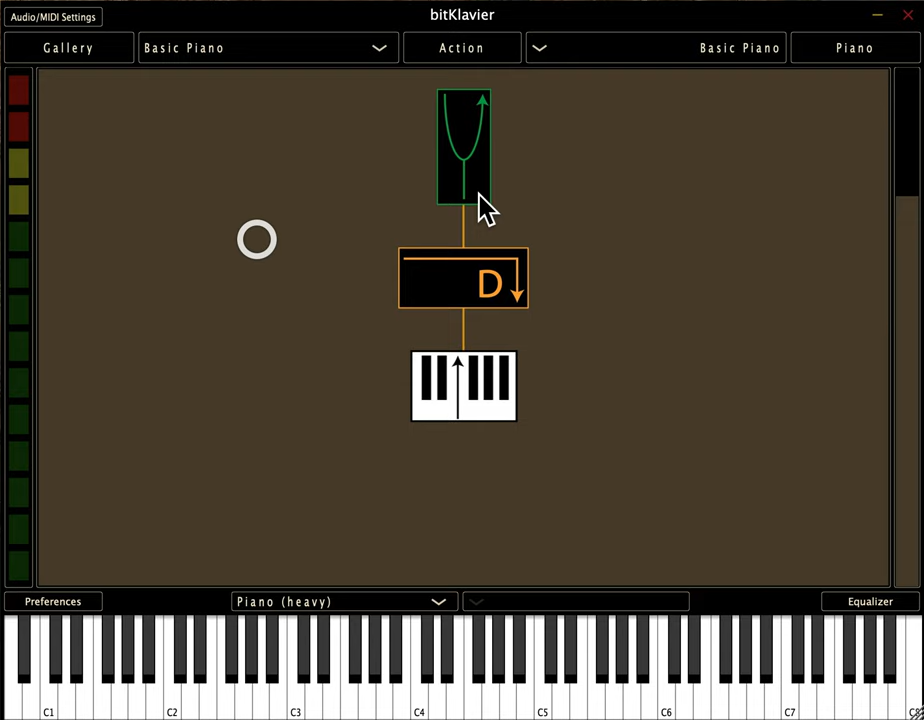 bitKlavier
Audio/MIDI Settings
Gallery
Basic Piano
Action
Basic Piano
Piano
D
Preferences
Piano (heavy)
Equalizer
C1 C2 C3 C4 C5 C6 C7